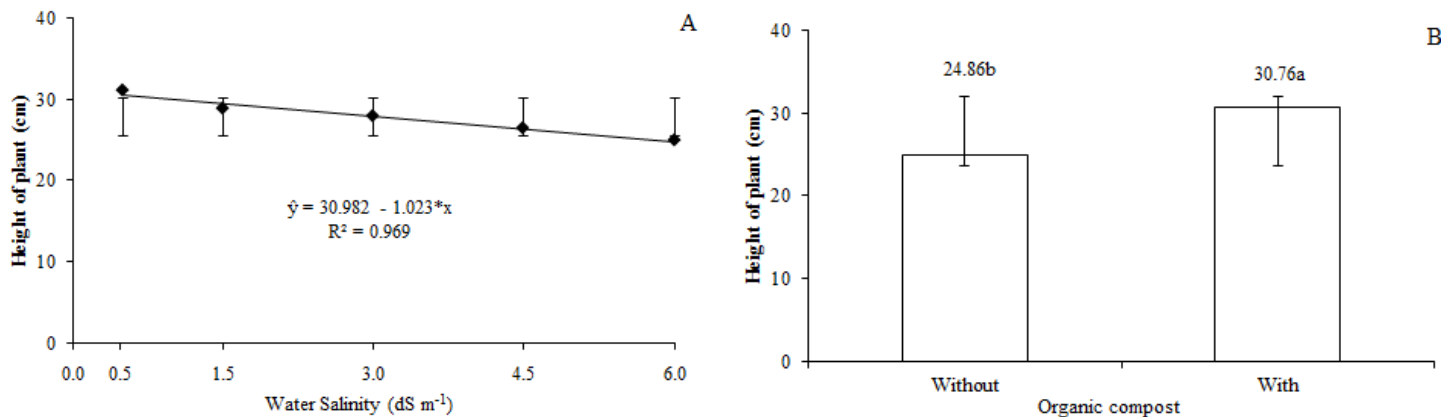 A
Height of plant (cm)
40
30
20
10
0
ŷ = 30.982 - 1.023*x
R² = 0.969
0.0 0.5 1.5 3.0 4.5 6.0
Water Salinity (dS m⁻¹)
B
Height of plant (cm)
40
30
20
10
0
24.86b 30.76a
Without With
Organic compost